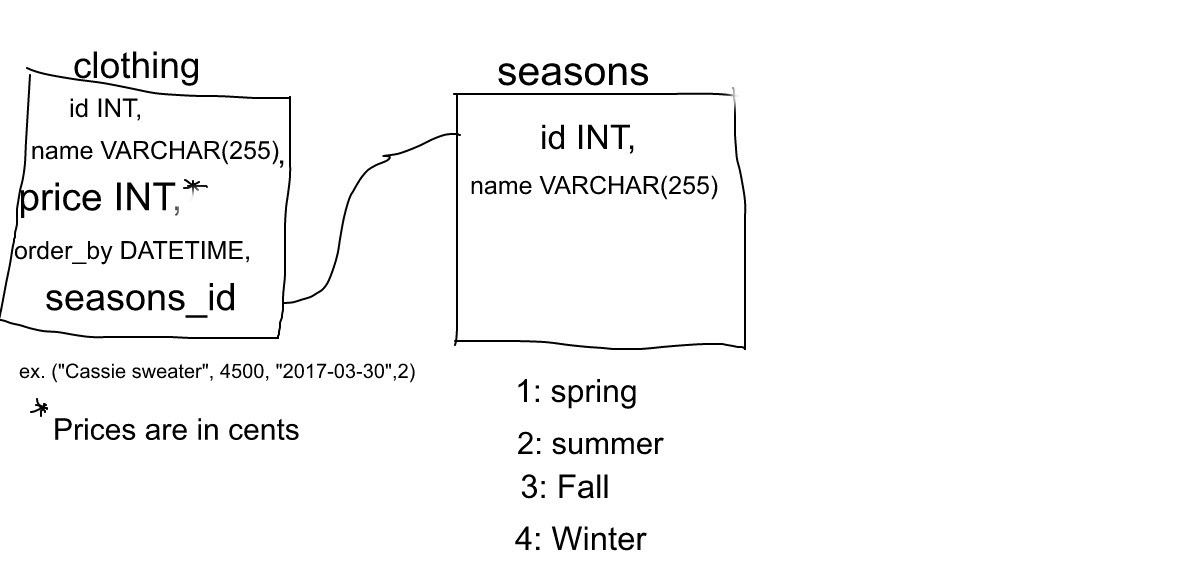 clothing
id INT,
name VARCHAR(255),
price INT,*
order_by DATETIME,
seasons_id
ex. ("Cassie sweater", 4500, "2017-03-30",2)
* Prices are in cents
seasons
id INT,
name VARCHAR(255)
1: spring
2: summer
3: Fall
4: Winter